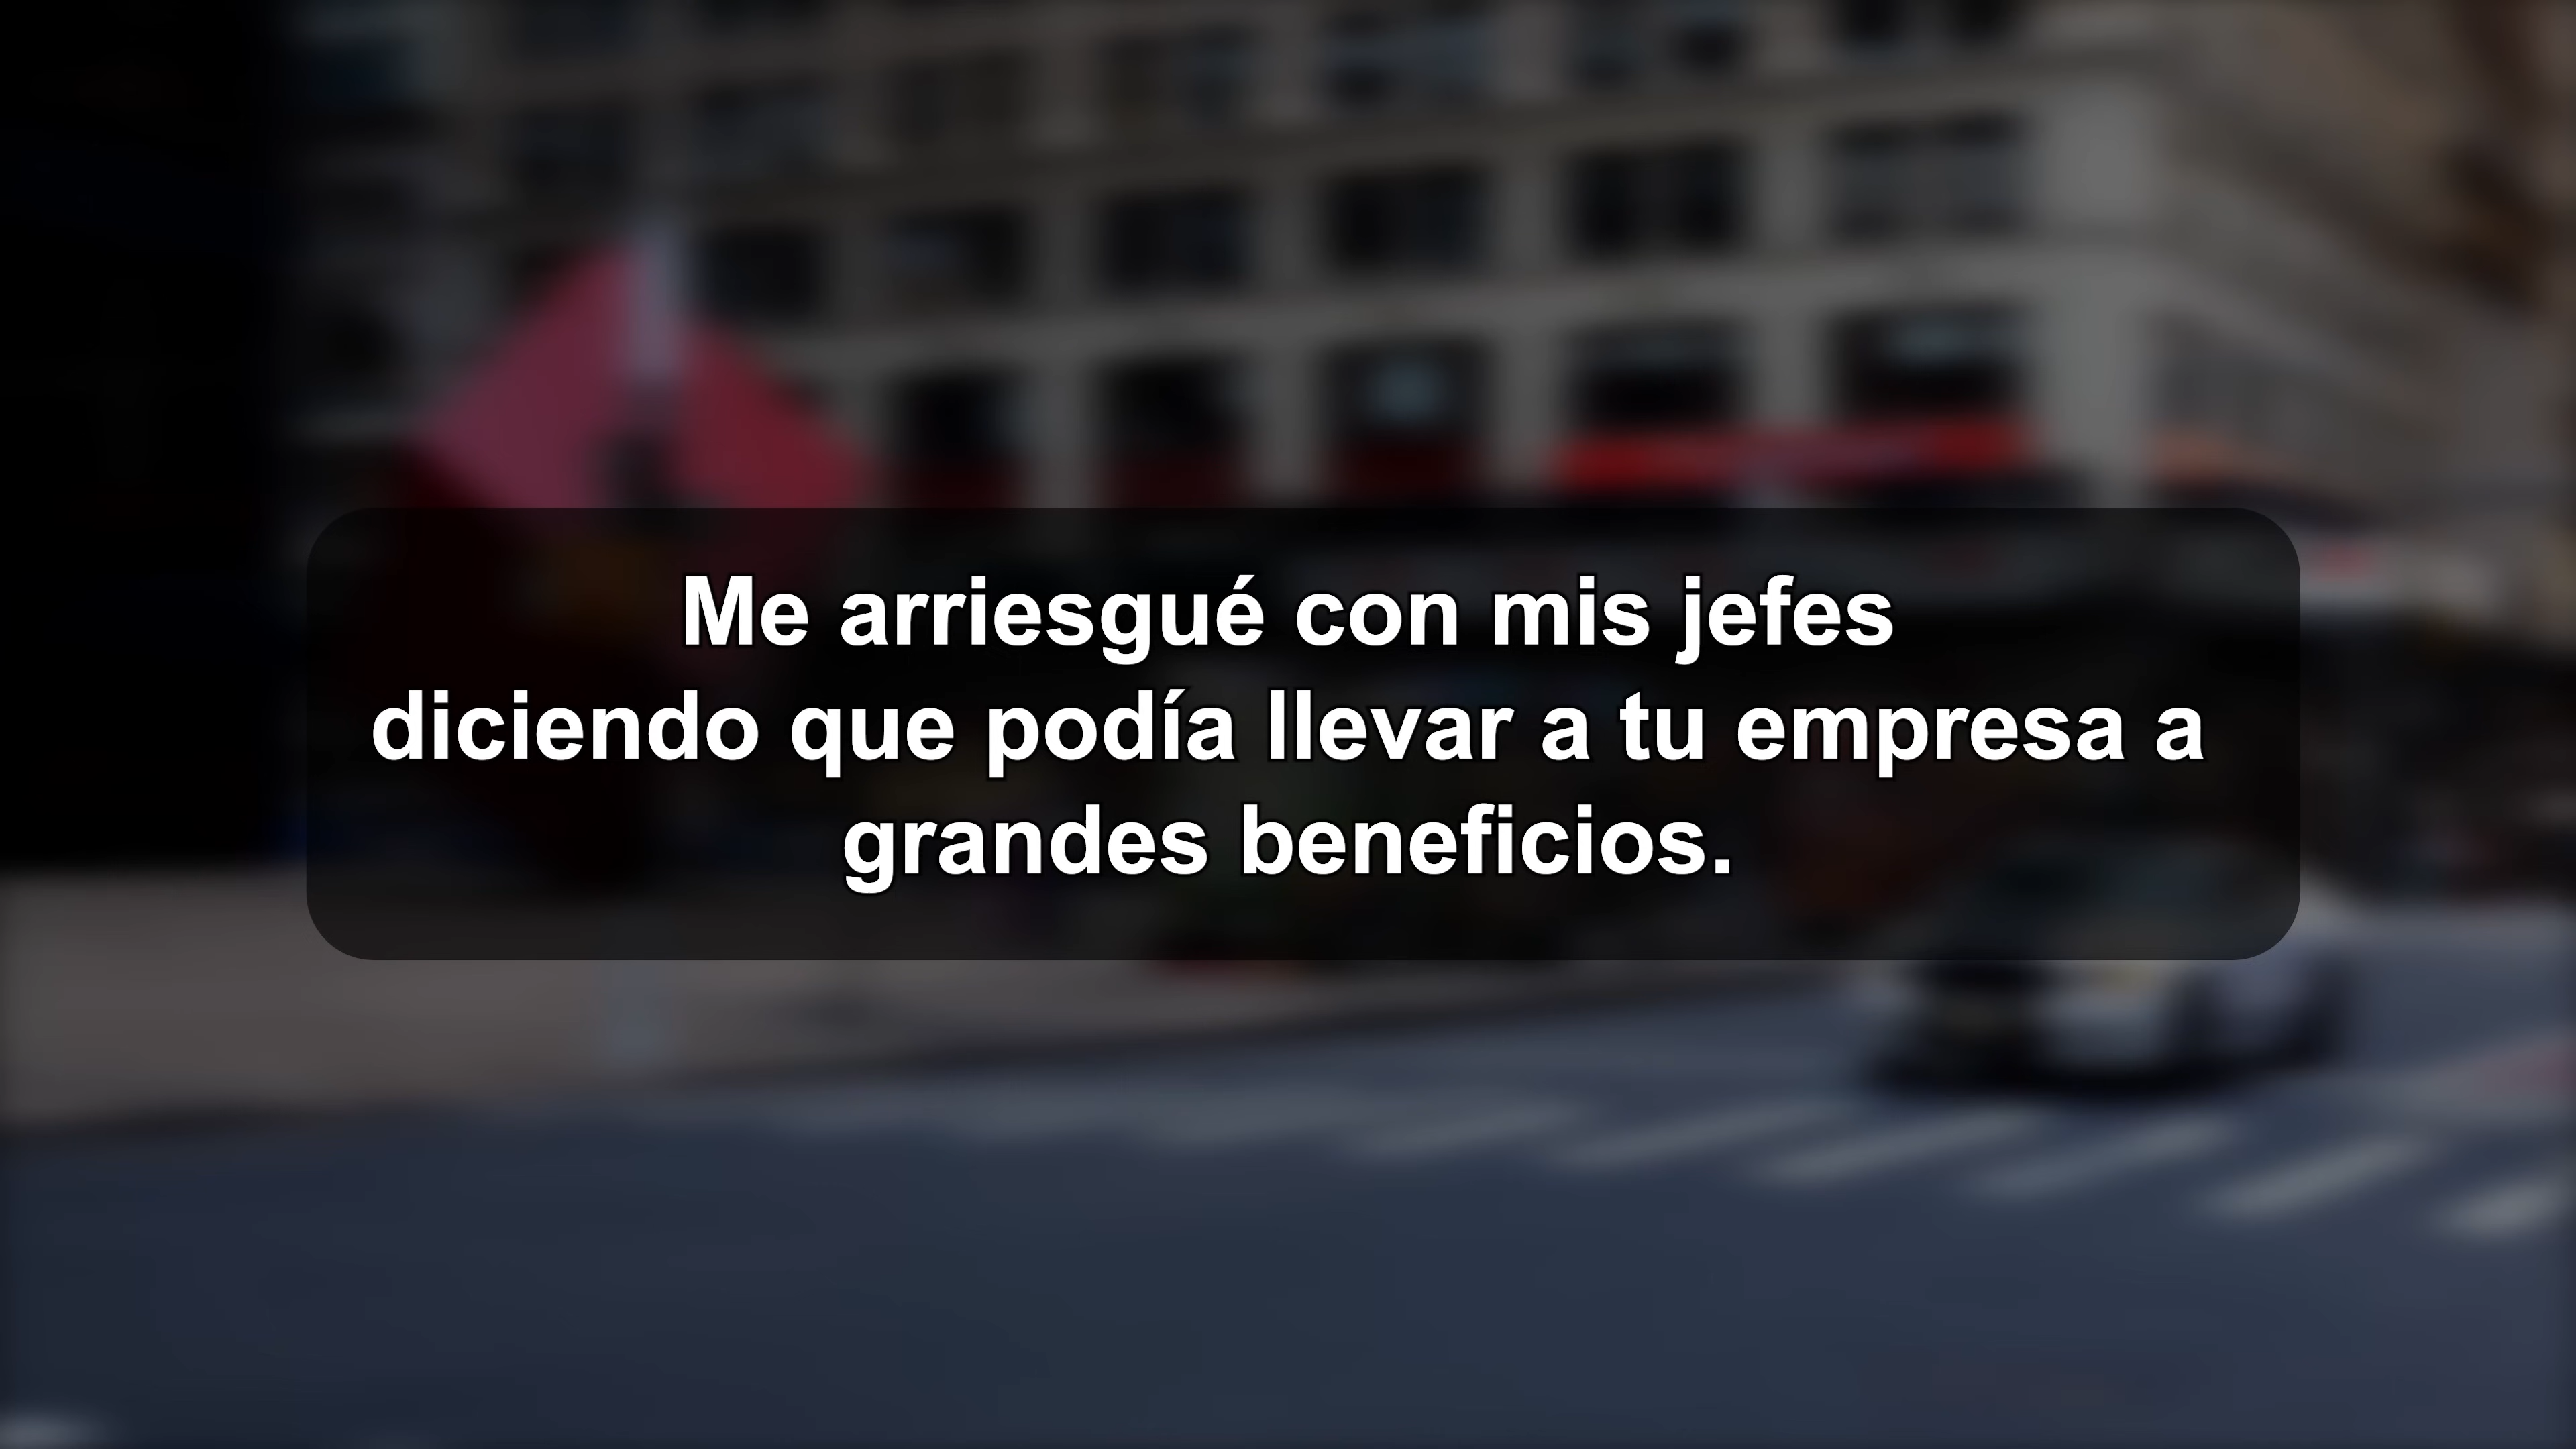 Me arriesgué con mis jefes
diciendo que podía llevar a tu empresa a
grandes beneficios.